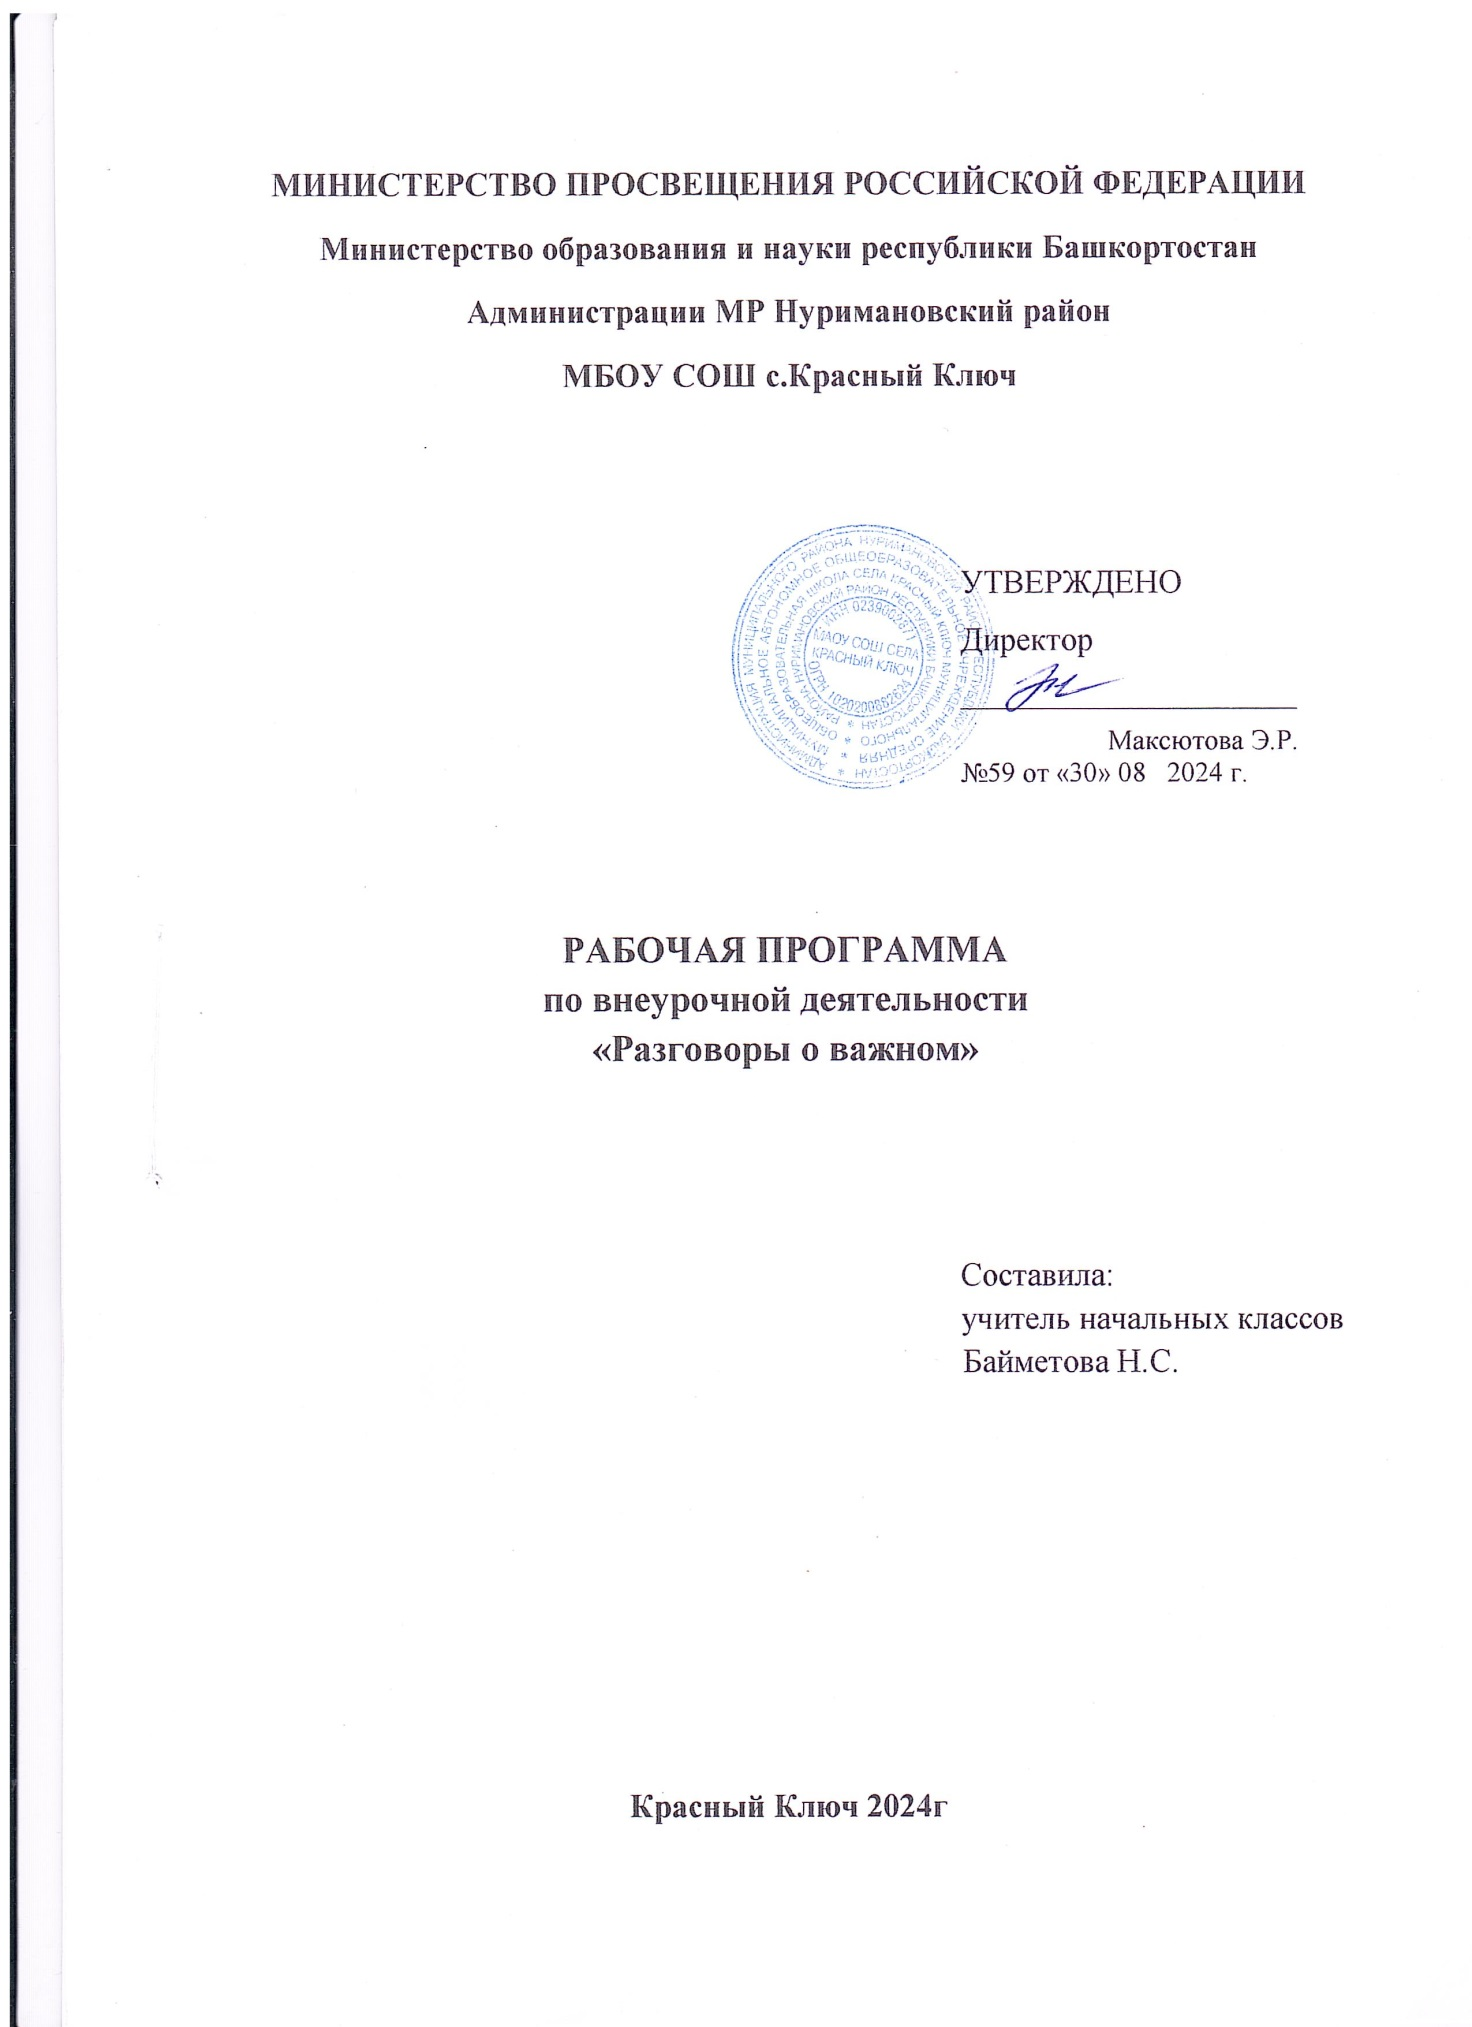 МИНИСТЕРСТВО ПРОСВЕЩЕНИЯ РОССИЙСКОЙ ФЕДЕРАЦИИ
Министерство образования и науки республики Башкортостан
Администрации МР Нуримановский район
МБОУ СОШ с.Красный Ключ
УТВЕРЖДЕНО
Директор
Максютова Э.Р.
№59 от «30» 08 2024 г.
МАОУ СОШ СЕЛА
КРАСНЫЙ КЛЮЧ
РАБОЧАЯ ПРОГРАММА
по внеурочной деятельности
«Разговоры о важном»
Составила:
учитель начальных классов
Байметова Н.С.
Красный Ключ 2024г